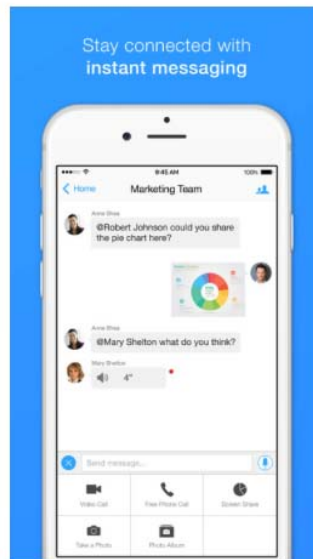 Stay connected with
instant messaging
9:45 AM
100%
Home
Marketing Team
Anne Shea
@Robert Johnson could you share
the pie chart here?
Anne Shea
@Mary Shelton what do you think?
Mary Shelton
4"
Send message...
Video Call
Free Phone Call
Screen Share
Take a Photo
Photo Album